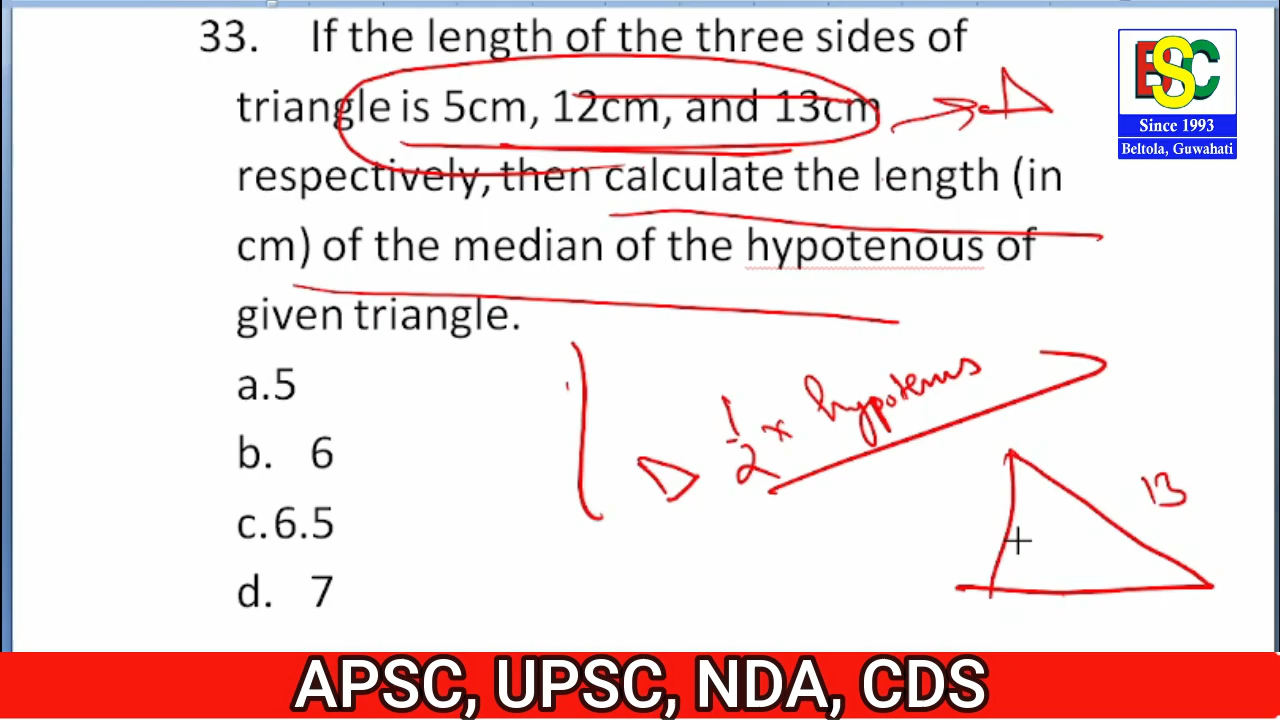 33. If the length of the three sides of
triangle is 5cm, 12cm, and 13cm
respectively, then calculate the length (in
cm) of the median of the hypotenous of
given triangle.
a.5
b. 6
c.6.5
d. 7
1/2 x hypotenus
13
BSC
Since 1993
Beltola, Guwahati
APSC, UPSC, NDA, CDS